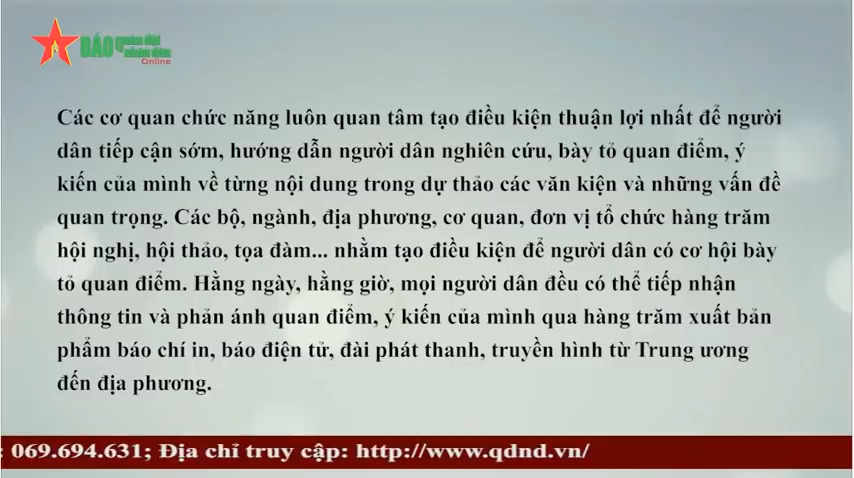 BÁO quân đội
nhân dân
Online
Các cơ quan chức năng luôn quan tâm tạo điều kiện thuận lợi nhất để người
dân tiếp cận sớm, hướng dẫn người dân nghiên cứu, bày tỏ quan điểm, ý
kiến của mình về từng nội dung trong dự thảo các văn kiện và những vấn đề
quan trọng. Các bộ, ngành, địa phương, cơ quan, đơn vị tổ chức hàng trăm
hội nghị, hội thảo, tọa đàm... nhằm tạo điều kiện để người dân có cơ hội bày
tỏ quan điểm. Hằng ngày, hằng giờ, mọi người dân đều có thể tiếp nhận
thông tin và phản ánh quan điểm, ý kiến của mình qua hàng trăm xuất bản
phẩm báo chí in, báo điện tử, đài phát thanh, truyền hình từ Trung ương
đến địa phương.
: 069.694.631; Địa chỉ truy cập: http://www.qdnd.vn/